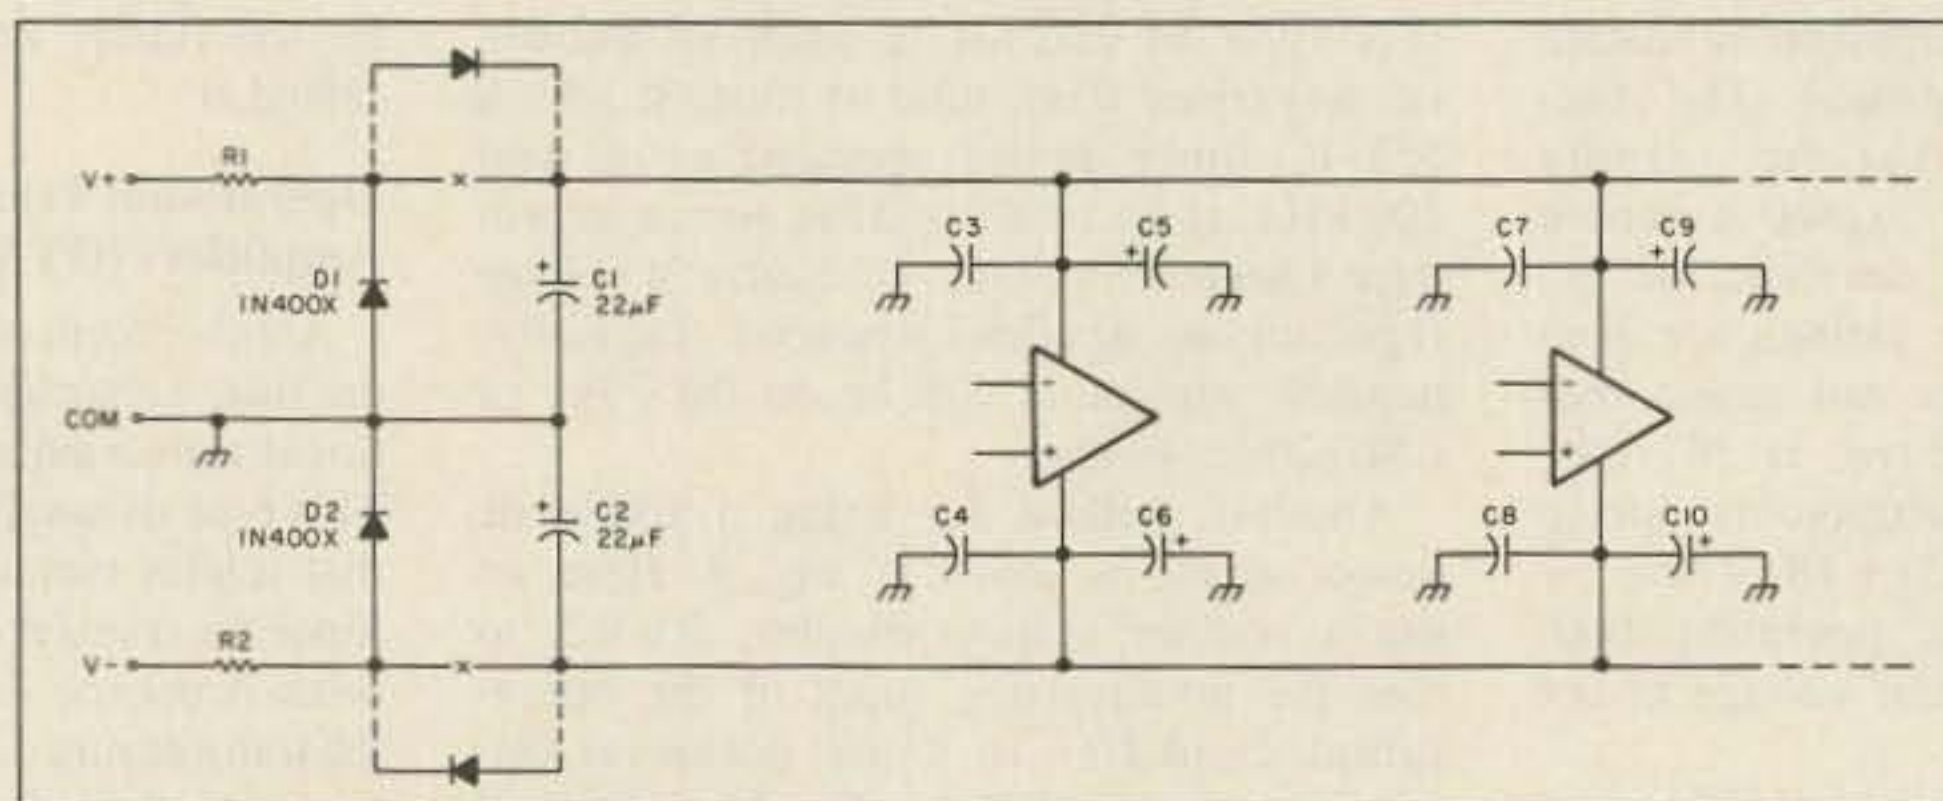 R1
V+
x
C3
C5
+
C7
C9
+
D1
1N400X
+
C1
22µF
-
+
-
+
COM
D2
1N400X
+
C2
22µF
C4
C6
+
C8
C10
+
R2
V-
x